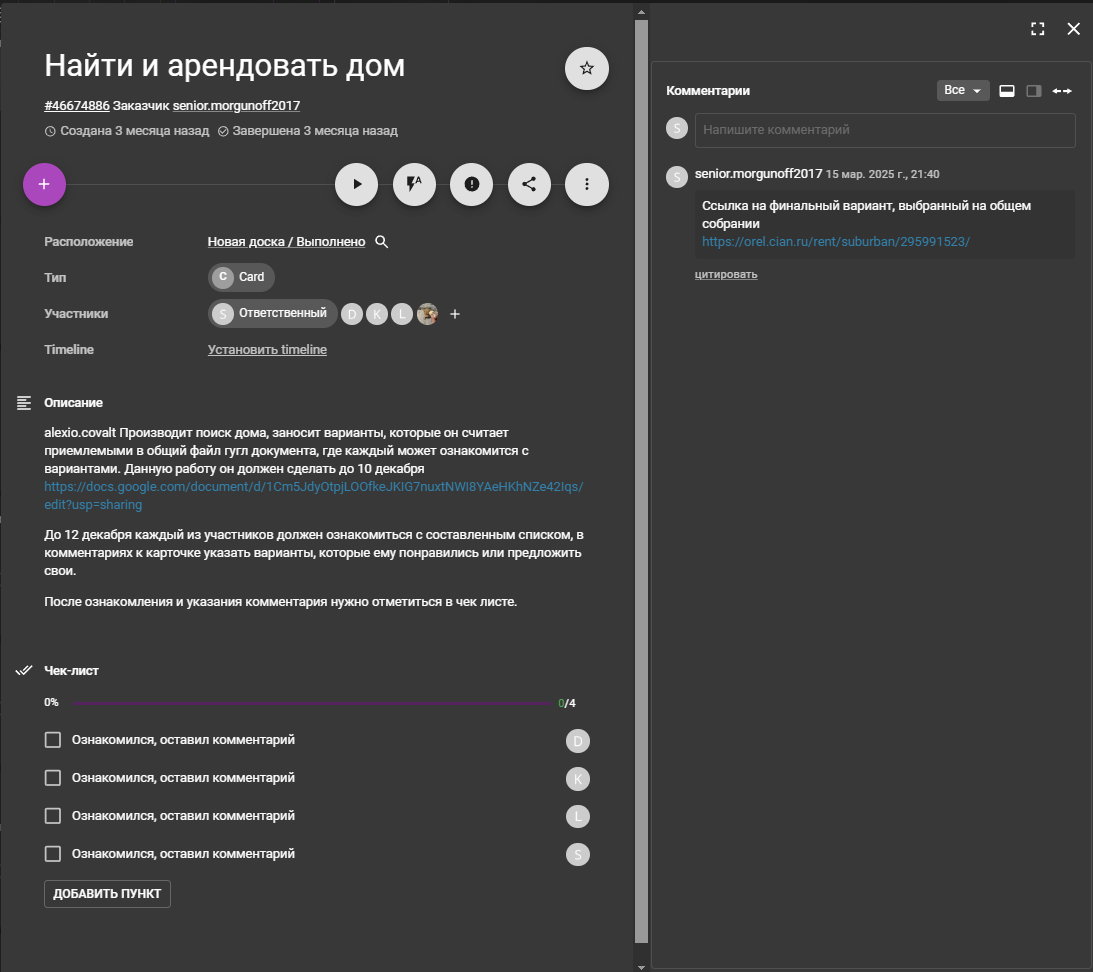 Найти и арендовать дом
#46674886 Заказчик senior.morgunoff2017
Создана 3 месяца назад Завершена 3 месяца назад
Расположение Новая доска / Выполнено
Тип C Card
Участники S Ответственный D K L +
Timeline Установить timeline
Описание
alexio.covalt Производит поиск дома, заносит варианты, которые он считает
приемлемыми в общий файл гугл документа, где каждый может ознакомится с
вариантами. Данную работу он должен сделать до 10 декабря
https://docs.google.com/document/d/1Cm5JdyOtpjLOOfkeJKlG7nuxtNWI8YAeHKhNZe42Iqs/
edit?usp=sharing
До 12 декабря каждый из участников должен ознакомиться с составленным списком, в
комментариях к карточке указать варианты, которые ему понравились или предложить
свои.
После ознакомления и указания комментария нужно отметиться в чек листе.
Чек-лист
0% 0/4
Ознакомился, оставил комментарий D
Ознакомился, оставил комментарий K
Ознакомился, оставил комментарий L
Ознакомился, оставил комментарий S
ДОБАВИТЬ ПУНКТ
Комментарии Все
S Напишите комментарий
S senior.morgunoff2017 15 мар. 2025 г., 21:40
Ссылка на финальный вариант, выбранный на общем
собрании
https://orel.cian.ru/rent/suburban/295991523/
цитировать